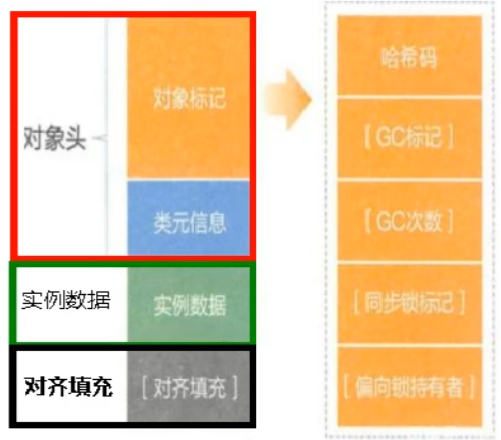 对象头
对象标记
类元信息
实例数据
实例数据
对齐填充
[ 对齐填充 ]
哈希码
[ GC标记 ]
[ GC次数 ]
[ 同步锁标记 ]
[ 偏向锁持有者 ]